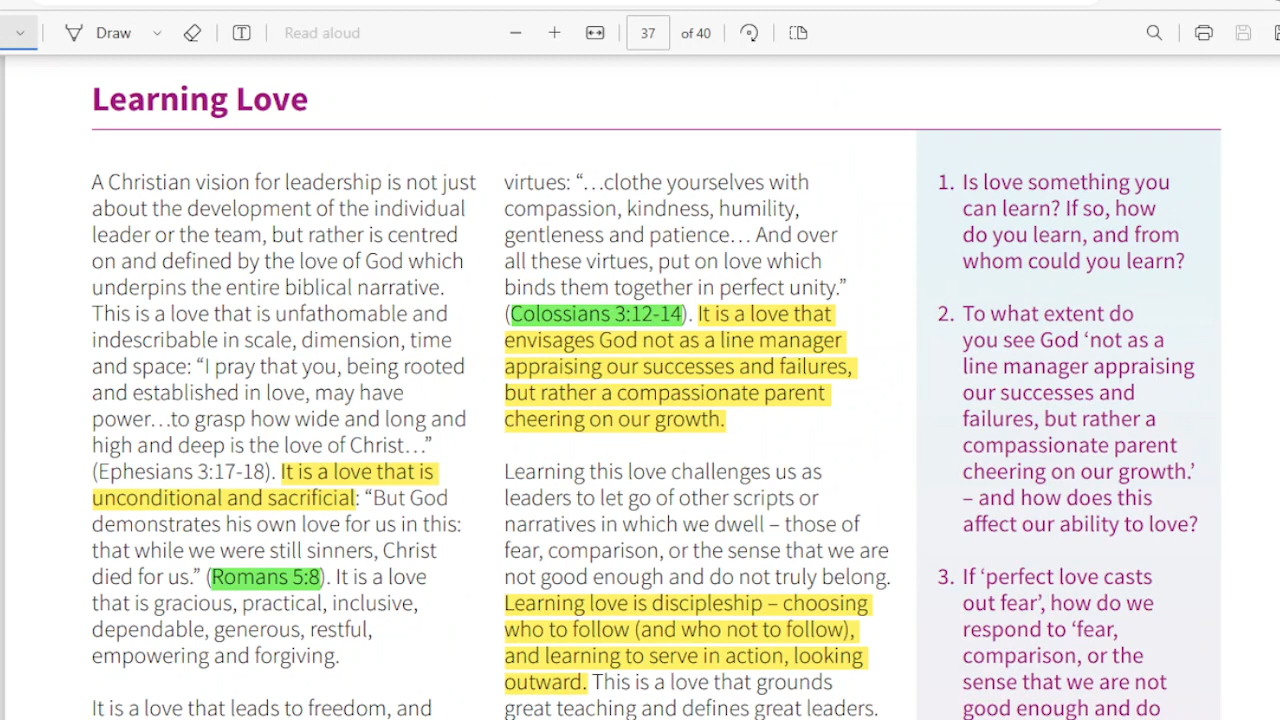 Draw
Read aloud
37
of 40
Learning Love
A Christian vision for leadership is not just
about the development of the individual
leader or the team, but rather is centred
on and defined by the love of God which
underpins the entire biblical narrative.
This is a love that is unfathomable and
indescribable in scale, dimension, time
and space: “I pray that you, being rooted
and established in love, may have
power…to grasp how wide and long and
high and deep is the love of Christ…”
(Ephesians 3:17-18). It is a love that is
unconditional and sacrificial: “But God
demonstrates his own love for us in this:
that while we were still sinners, Christ
died for us.” (Romans 5:8). It is a love
that is gracious, practical, inclusive,
dependable, generous, restful,
empowering and forgiving.
It is a love that leads to freedom, and
virtues: “…clothe yourselves with
compassion, kindness, humility,
gentleness and patience… And over
all these virtues, put on love which
binds them together in perfect unity.”
(Colossians 3:12-14). It is a love that
envisages God not as a line manager
appraising our successes and failures,
but rather a compassionate parent
cheering on our growth.
Learning this love challenges us as
leaders to let go of other scripts or
narratives in which we dwell – those of
fear, comparison, or the sense that we are
not good enough and do not truly belong.
Learning love is discipleship – choosing
who to follow (and who not to follow),
and learning to serve in action, looking
outward. This is a love that grounds
great teaching and defines great leaders.
1. Is love something you
can learn? If so, how
do you learn, and from
whom could you learn?
2. To what extent do
you see God ‘not as a
line manager appraising
our successes and
failures, but rather a
compassionate parent
cheering on our growth.’
– and how does this
affect our ability to love?
3. If ‘perfect love casts
out fear’, how do we
respond to ‘fear,
comparison, or the
sense that we are not
good enough and do